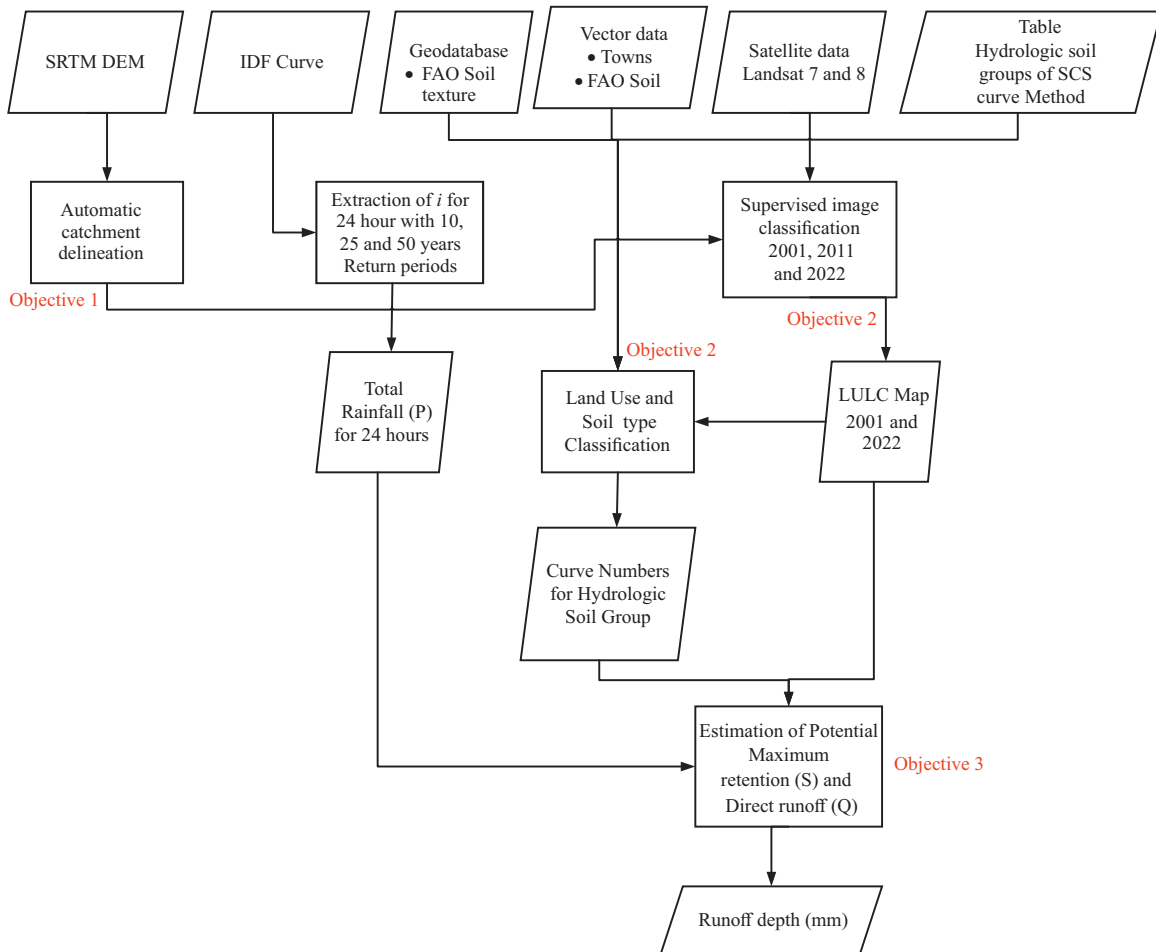 SRTM DEM
IDF Curve
Geodatabase
• FAO Soil
texture
Vector data
• Towns
• FAO Soil
Satellite data
Landsat 7 and 8
Table
Hydrologic soil
groups of SCS
curve Method
Automatic
catchment
delineation
Extraction of i for
24 hour with 10,
25 and 50 years
Return periods
Supervised image
classification
2001, 2011
and 2022
Objective 1
Objective 2
Objective 2
Total
Rainfall (P)
for 24 hours
Land Use and
Soil type
Classification
LULC Map
2001 and
2022
Curve Numbers
for Hydrologic
Soil Group
Estimation of Potential
Maximum
retention (S) and
Direct runoff (Q)
Objective 3
Runoff depth (mm)